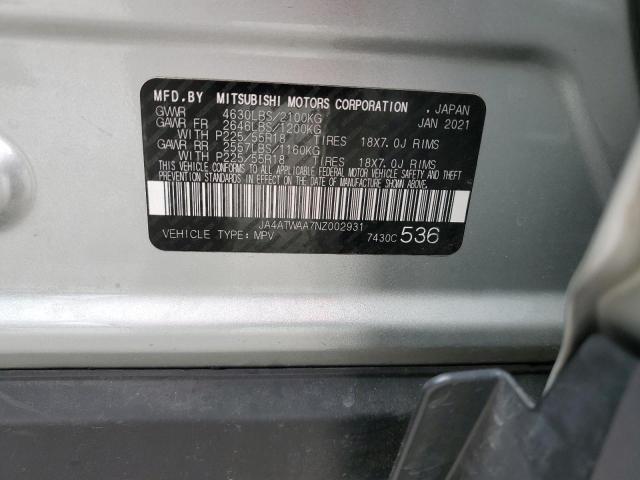 MFD.BY MITSUBISHI MOTORS CORPORATION . JAPAN
GVWR 4630LBS/2100KG JAN 2021
GAWR FR 2646LBS/1200KG
WITH P225/55R18 TIRES 18X7.0J RIMS
GAWR RR 2557LBS/1160KG
WITH P225/55R18 TIRES 18X7.0J RIMS
THIS VEHICLE CONFORMS TO ALL APPLICABLE FEDERAL MOTOR VEHICLE SAFETY AND THEFT
PREVENTION STANDARDS IN EFFECT ON THE DATE OF MANUFACTURE SHOWN ABOVE.
JA4ATWAA7NZ002931
VEHICLE TYPE: MPV 7430C 536